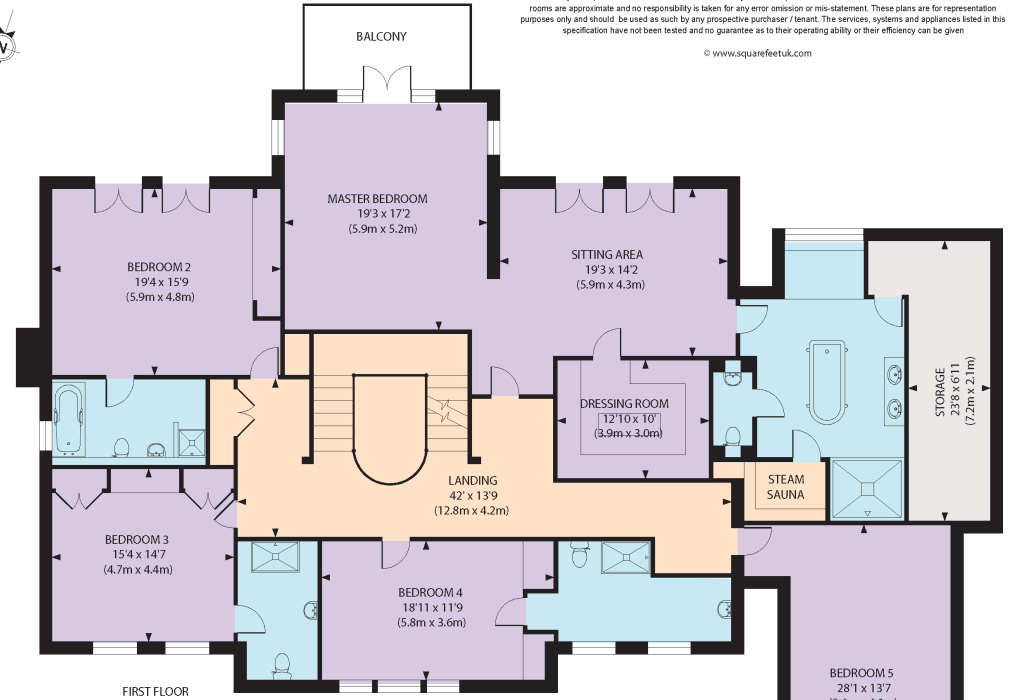 rooms are approximate and no responsibility is taken for any error omission or mis-statement. These plans are for representation
purposes only and should be used as such by any prospective purchaser / tenant. The services, systems and appliances listed in this
specification have not been tested and no guarantee as to their operating ability or their efficiency can be given
© www.squarefeetuk.com
BALCONY
MASTER BEDROOM
19'3 x 17'2
(5.9m x 5.2m)
SITTING AREA
19'3 x 14'2
(5.9m x 4.3m)
BEDROOM 2
19'4 x 15'9
(5.9m x 4.8m)
STORAGE
23'8 x 6'11
(7.2m x 2.1m)
DRESSING ROOM
12'10 x 10'
(3.9m x 3.0m)
LANDING
42' x 13'9
(12.8m x 4.2m)
STEAM
SAUNA
BEDROOM 3
15'4 x 14'7
(4.7m x 4.4m)
BEDROOM 4
18'11 x 11'9
(5.8m x 3.6m)
BEDROOM 5
28'1 x 13'7
FIRST FLOOR